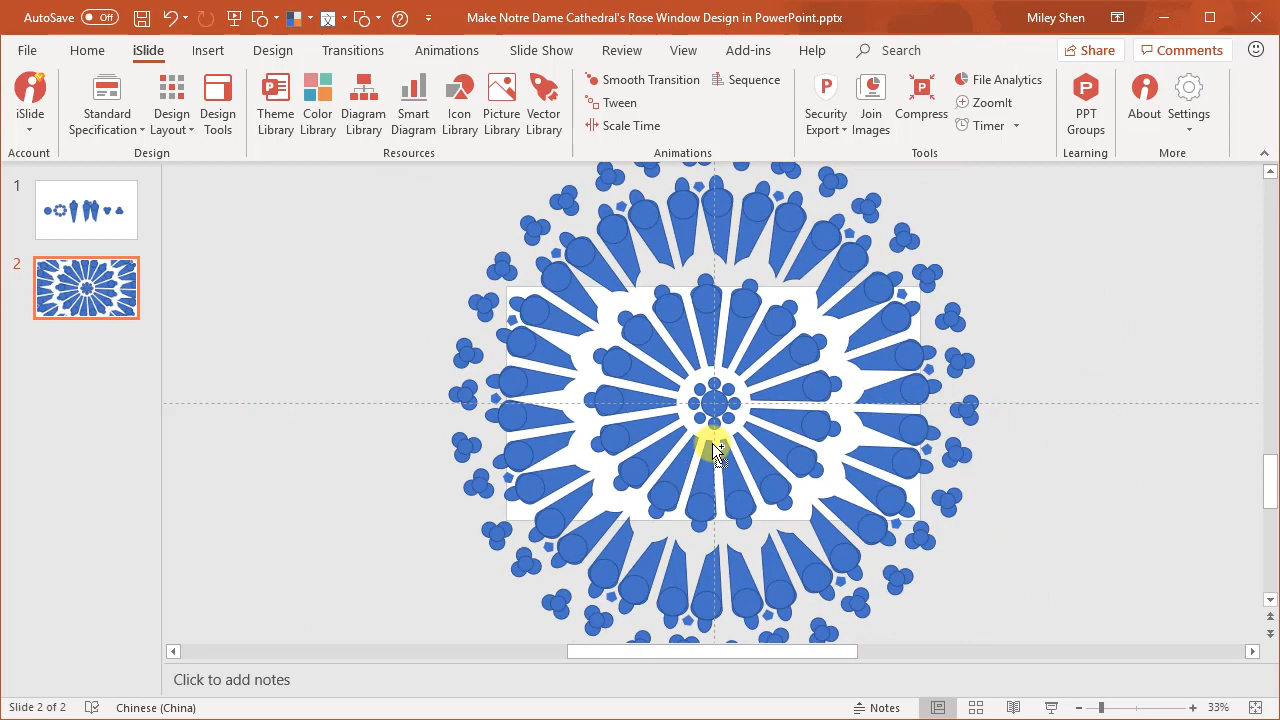 AutoSave Off Make Notre Dame Cathedral's Rose Window Design in PowerPoint.pptx Miley Shen
File Home iSlide Insert Design Transitions Animations Slide Show Review View Add-ins Help Search Share Comments
iSlide
Account
Standard Specification
Design Layout
Design Tools
Design
Theme Library
Color Library
Diagram Library
Smart Diagram
Icon Library
Picture Library
Vector Library
Resources
Smooth Transition
Sequence
Tween
Scale Time
Animations
Security Export
Join Images
Compress
File Analytics
ZoomIt
Timer
Tools
PPT Groups
Learning
About
Settings
More
1
2
Click to add notes
Slide 2 of 2 Chinese (China) Notes 33%